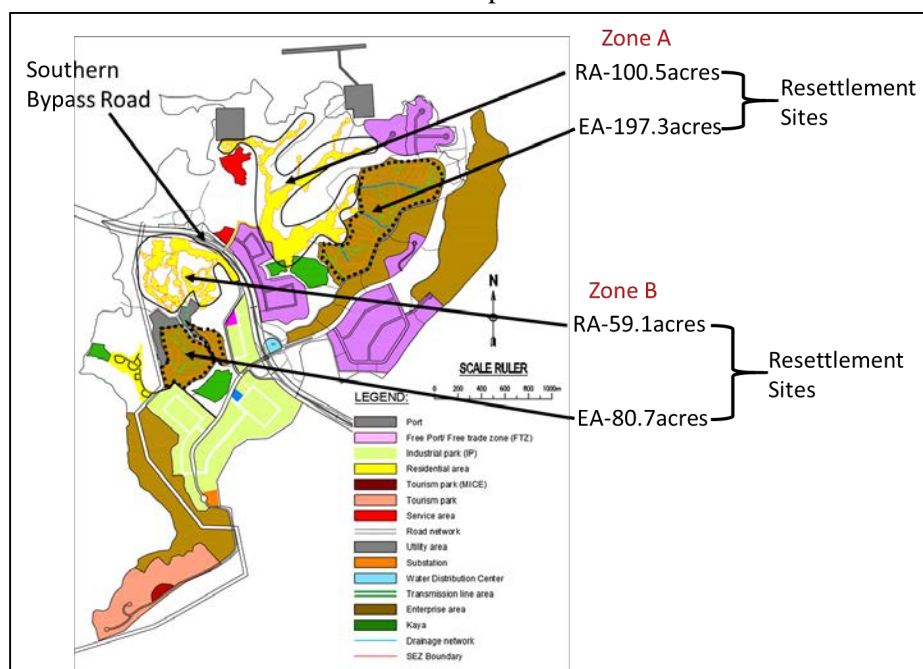 Zone A
Southern
Bypass Road
RA-100.5acres
EA-197.3acres
Resettlement
Sites
Zone B
RA-59.1acres
EA-80.7acres
Resettlement
Sites
N
SCALE RULER
0 200 400 600 800 1000m
LEGEND:
Port
Free Port/ Free trade zone (FTZ)
Industrial park (IP)
Residential area
Tourism park (MICE)
Tourism park
Service area
Road network
Utility area
Substation
Water Distribution Center
Transmission line area
Enterprise area
Kaya
Drainage network
SEZ Boundary